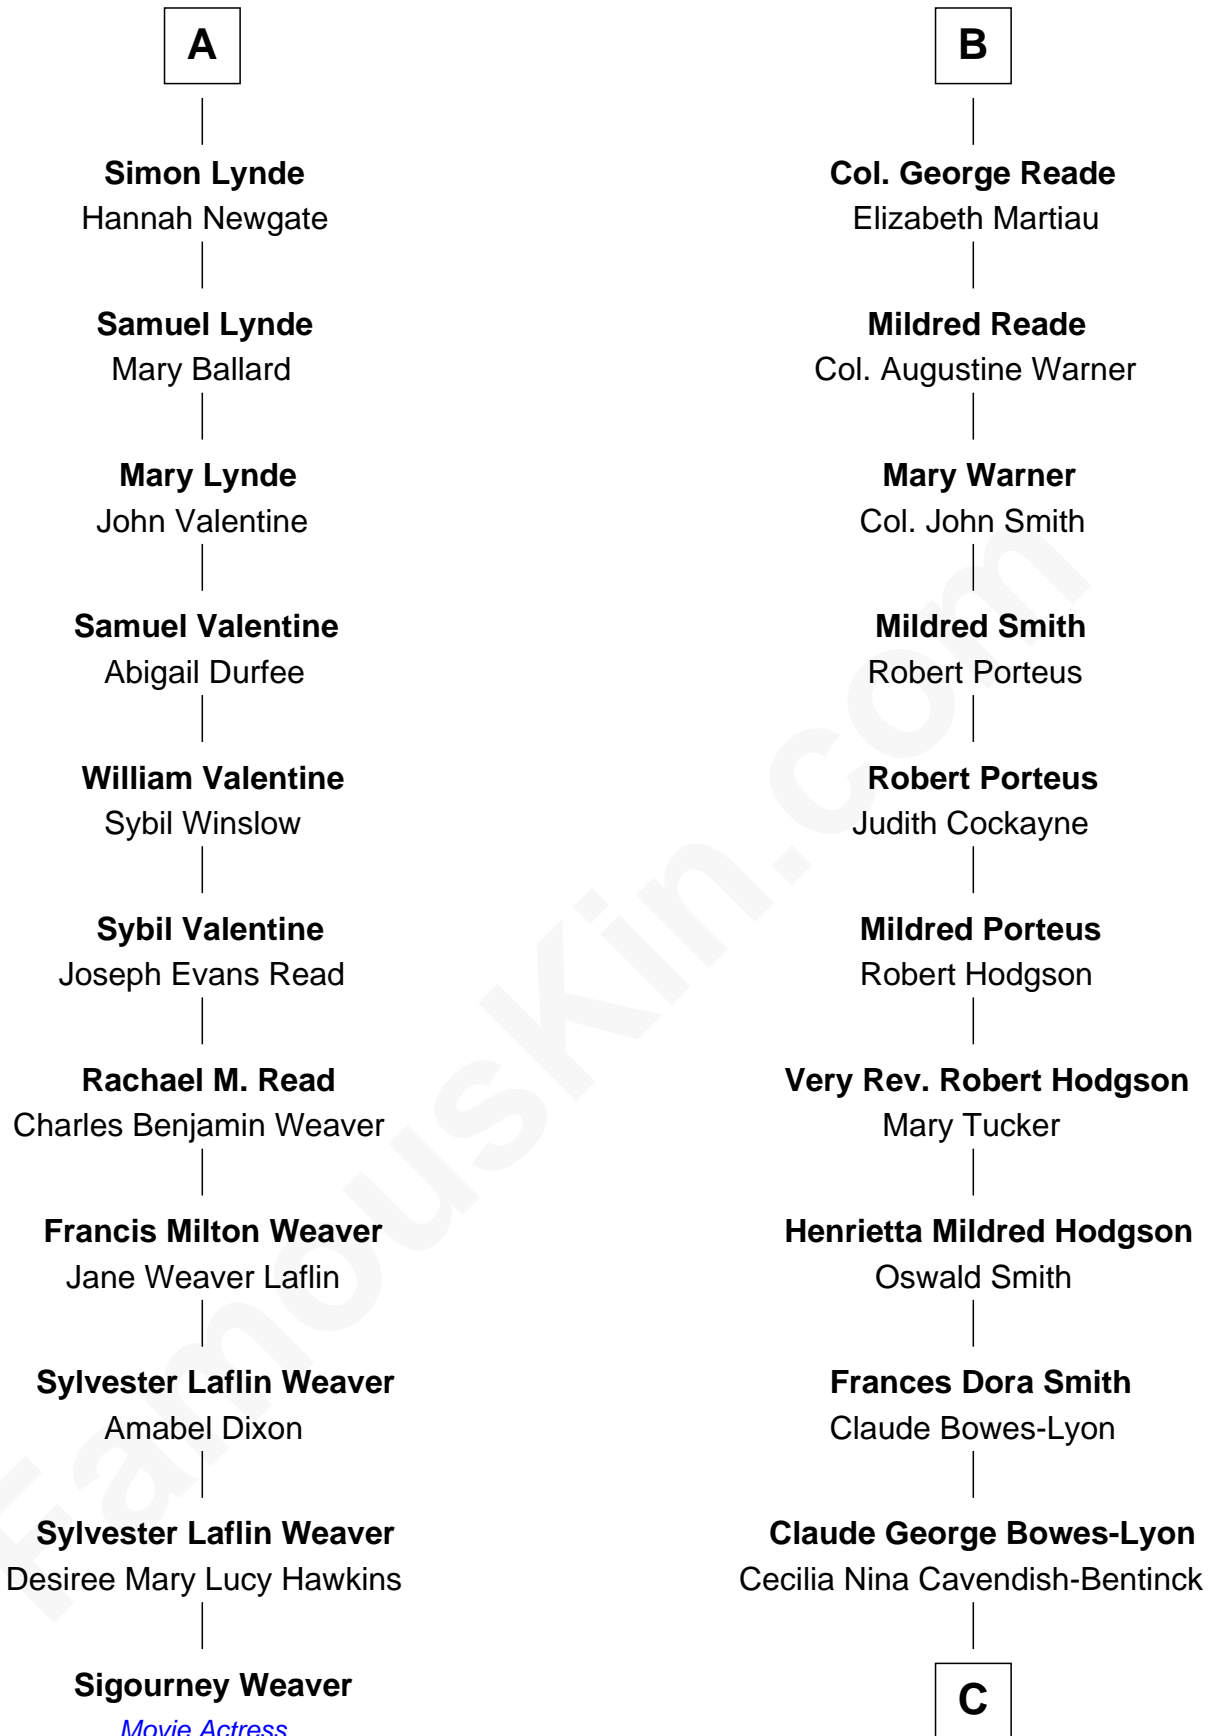 A
Simon Lynde
Hannah Newgate
Samuel Lynde
Mary Ballard
Mary Lynde
John Valentine
Samuel Valentine
Abigail Durfee
William Valentine
Sybil Winslow
Sybil Valentine
Joseph Evans Read
Rachael M. Read
Charles Benjamin Weaver
Francis Milton Weaver
Jane Weaver Laflin
Sylvester Laflin Weaver
Amabel Dixon
Sylvester Laflin Weaver
Desiree Mary Lucy Hawkins
Sigourney Weaver
Movie Actress
B
Col. George Reade
Elizabeth Martiau
Mildred Reade
Col. Augustine Warner
Mary Warner
Col. John Smith
Mildred Smith
Robert Porteus
Robert Porteus
Judith Cockayne
Mildred Porteus
Robert Hodgson
Very Rev. Robert Hodgson
Mary Tucker
Henrietta Mildred Hodgson
Oswald Smith
Frances Dora Smith
Claude Bowes-Lyon
Claude George Bowes-Lyon
Cecilia Nina Cavendish-Bentinck
C
FamousKin.com